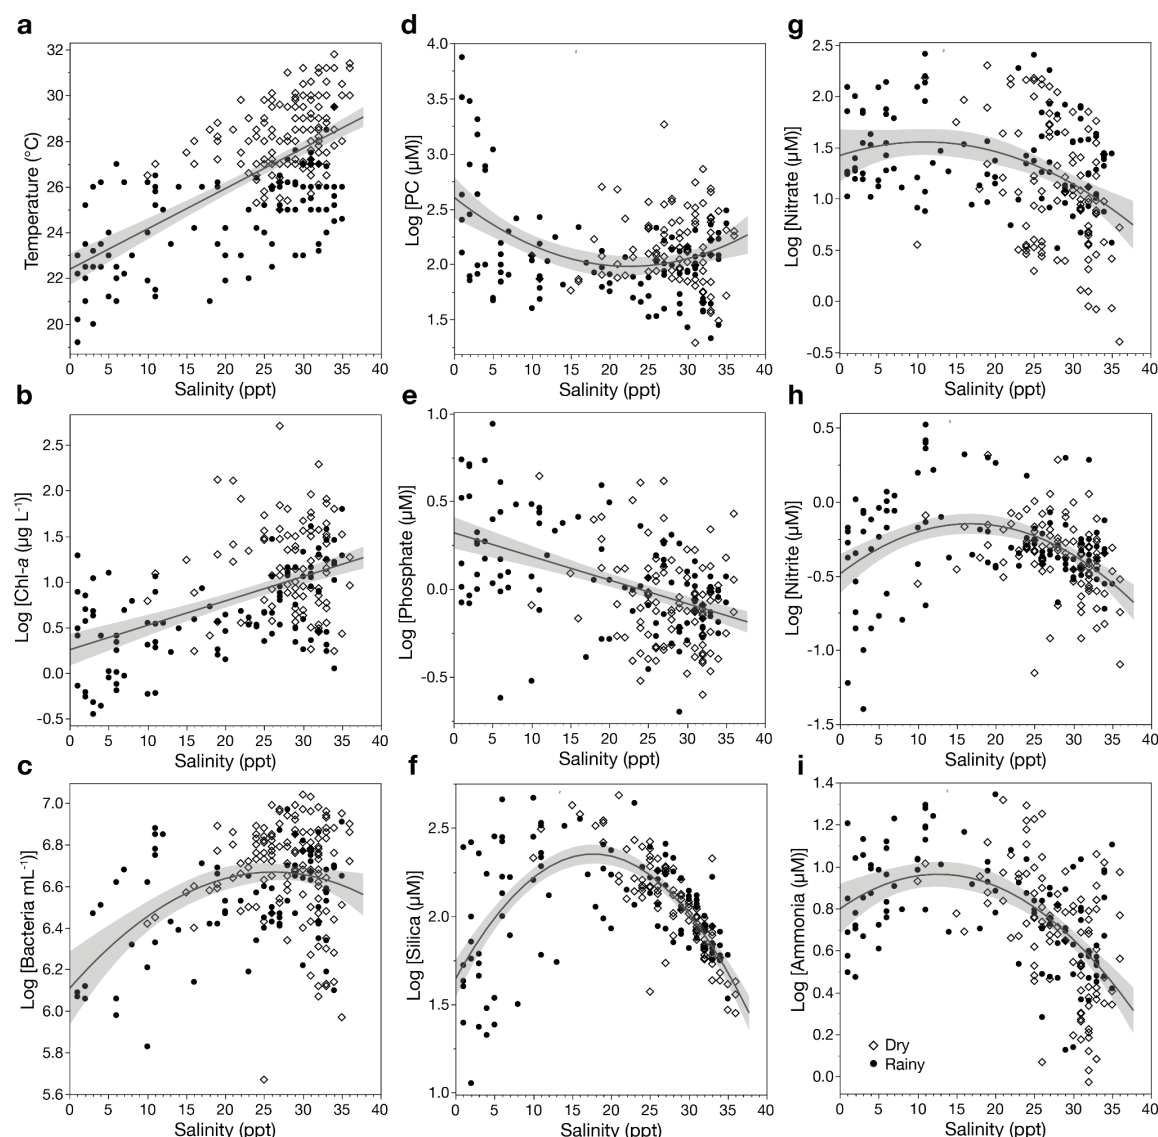 a
32
30
28
26
24
22
20
Temperature (°C)
0 5 10 15 20 25 30 35 40
Salinity (ppt)
d
4.0
3.5
3.0
2.5
2.0
1.5
Log [PC (µM)]
0 5 10 15 20 25 30 35 40
Salinity (ppt)
g
2.5
2.0
1.5
1.0
0.5
0.0
-0.5
Log [Nitrate (µM)]
0 5 10 15 20 25 30 35 40
Salinity (ppt)
b
2.5
2.0
1.5
1.0
0.5
0.0
-0.5
Log [Chl-a (µg L-1)]
0 5 10 15 20 25 30 35 40
Salinity (ppt)
e
1.0
0.5
0.0
-0.5
Log [Phosphate (µM)]
0 5 10 15 20 25 30 35 40
Salinity (ppt)
h
0.5
0.0
-0.5
-1.0
-1.5
Log [Nitrite (µM)]
0 5 10 15 20 25 30 35 40
Salinity (ppt)
c
7.0
6.8
6.6
6.4
6.2
6.0
5.8
5.6
Log [Bacteria mL-1)]
0 5 10 15 20 25 30 35 40
Salinity (ppt)
f
2.5
2.0
1.5
1.0
Log [Silica (µM)]
0 5 10 15 20 25 30 35 40
Salinity (ppt)
i
1.4
1.2
1.0
0.8
0.6
0.4
0.2
0.0
Log [Ammonia (µM)]
Dry
Rainy
0 5 10 15 20 25 30 35 40
Salinity (ppt)